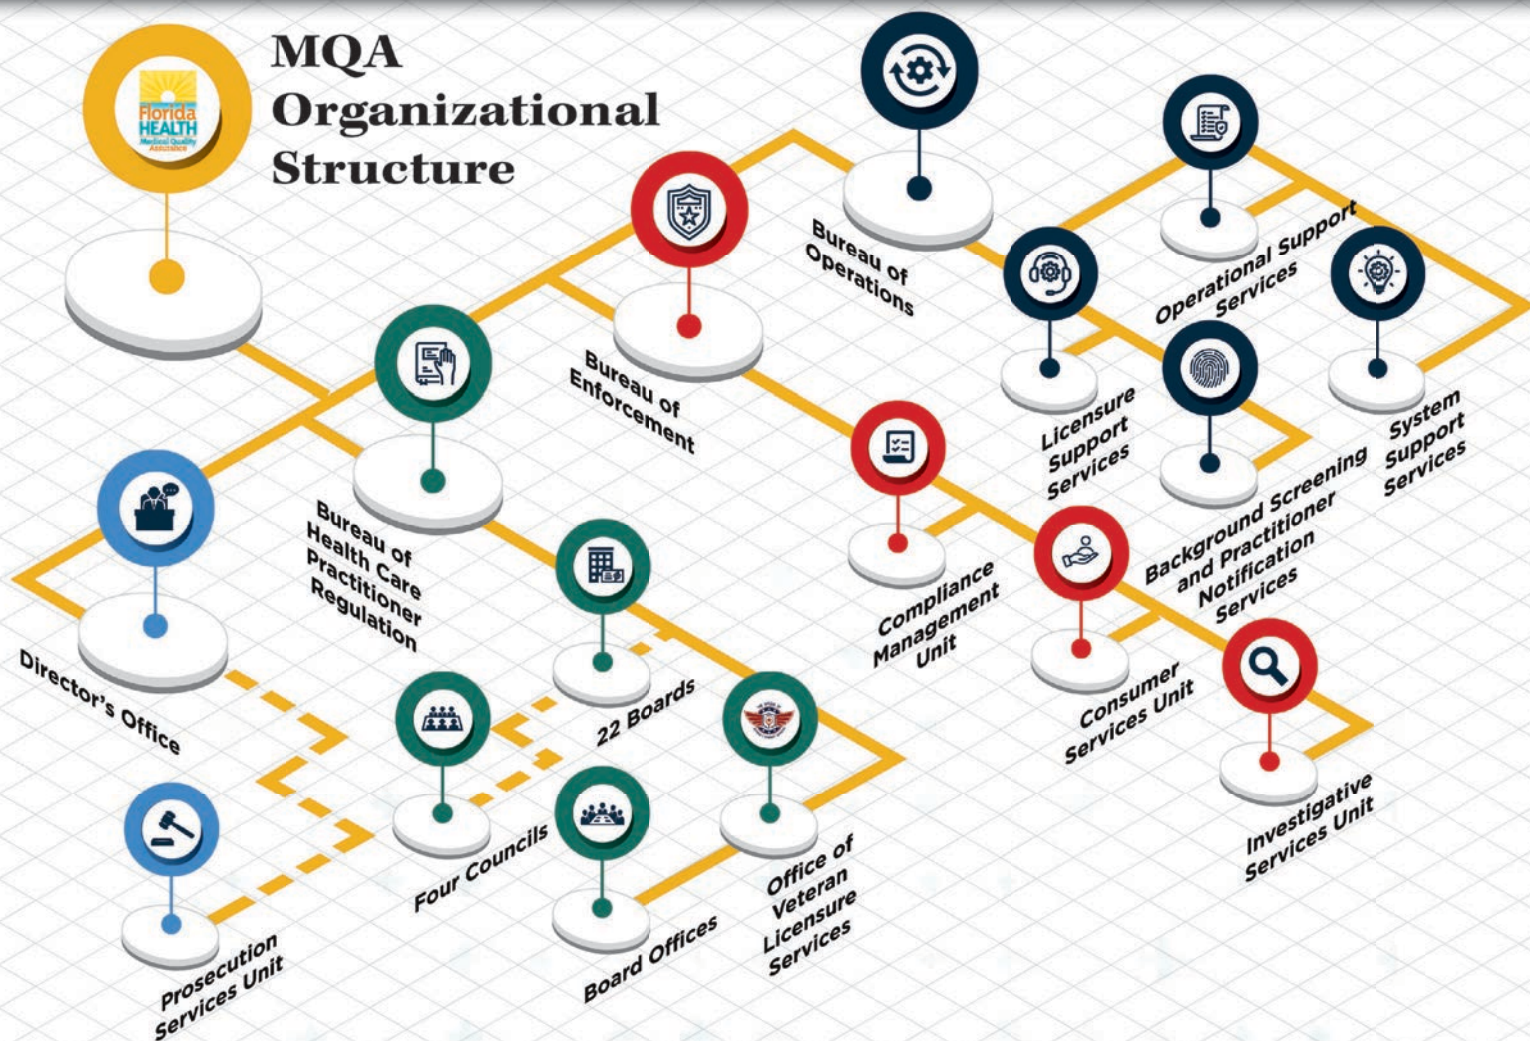 MQA
Organizational
Structure
Florida
HEALTH
Medical Quality
Assurance
Bureau of
Operations
Operational Support
Services
Bureau of
Enforcement
Licensure
Support
Services
System
Support
Services
Background Screening
and Practitioner
Notification
Services
Bureau of
Health Care
Practitioner
Regulation
Compliance
Management
Unit
Consumer
Services Unit
Investigative
Services Unit
Director's Office
22 Boards
Four Councils
Office of
Veteran
Licensure
Services
Board Offices
Prosecution
Services Unit